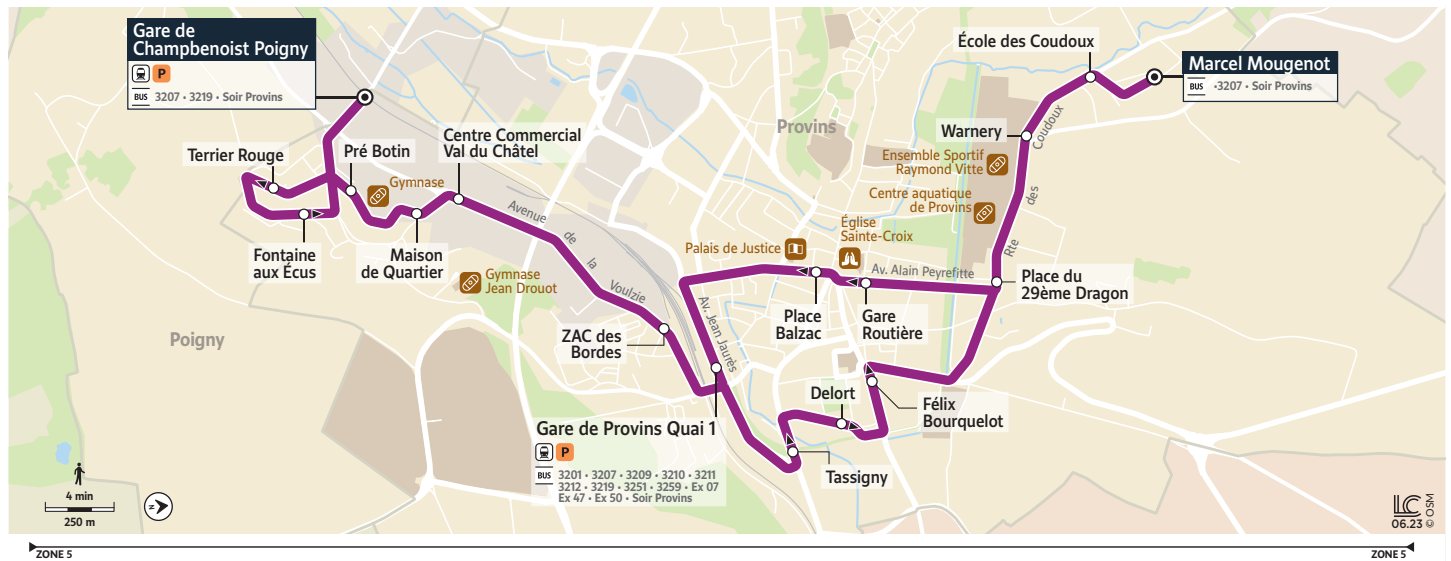 Gare de
Champbenoist Poigny
P
BUS 3207 • 3219 • Soir Provins
École des Coudoux
Marcel Mougenot
BUS •3207 • Soir Provins
Provins
Warnery
Coudoux
des
Rte
Ensemble Sportif
Raymond Vitte
Centre aquatique
de Provins
Centre Commercial
Val du Châtel
Terrier Rouge
Pré Botin
Gymnase
Fontaine
aux Écus
Maison
de Quartier
Avenue
de
la
Voulzie
Gymnase
Jean Drouot
Palais de Justice
Église
Sainte-Croix
Av. Alain Peyrefitte
Place du
29ème Dragon
Place
Balzac
Gare
Routière
Av. Jean Jaurès
ZAC des
Bordes
Poigny
Delort
Félix
Bourquelot
Gare de Provins Quai 1
P
BUS 3201 • 3207 • 3209 • 3210 • 3211
3212 • 3219 • 3251 • 3259 • Ex 07
Ex 47 • Ex 50 • Soir Provins
Tassigny
4 min
250 m
N
LC
06.23 © OSM
ZONE 5
ZONE 5